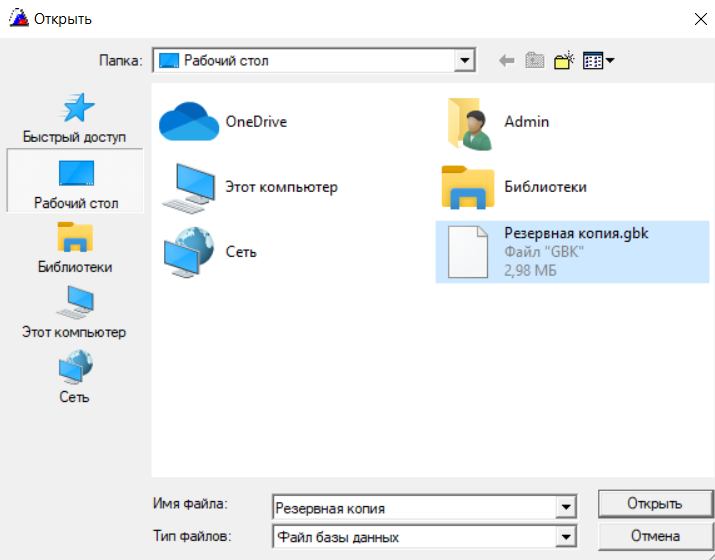 Открыть
Папка:
Рабочий стол
Быстрый доступ
Рабочий стол
Библиотеки
Этот компьютер
Сеть
OneDrive
Admin
Этот компьютер
Библиотеки
Сеть
Резервная копия.gbk
Файл "GBK"
2,98 МБ
Имя файла:
Резервная копия
Открыть
Тип файлов:
Файл базы данных
Отмена